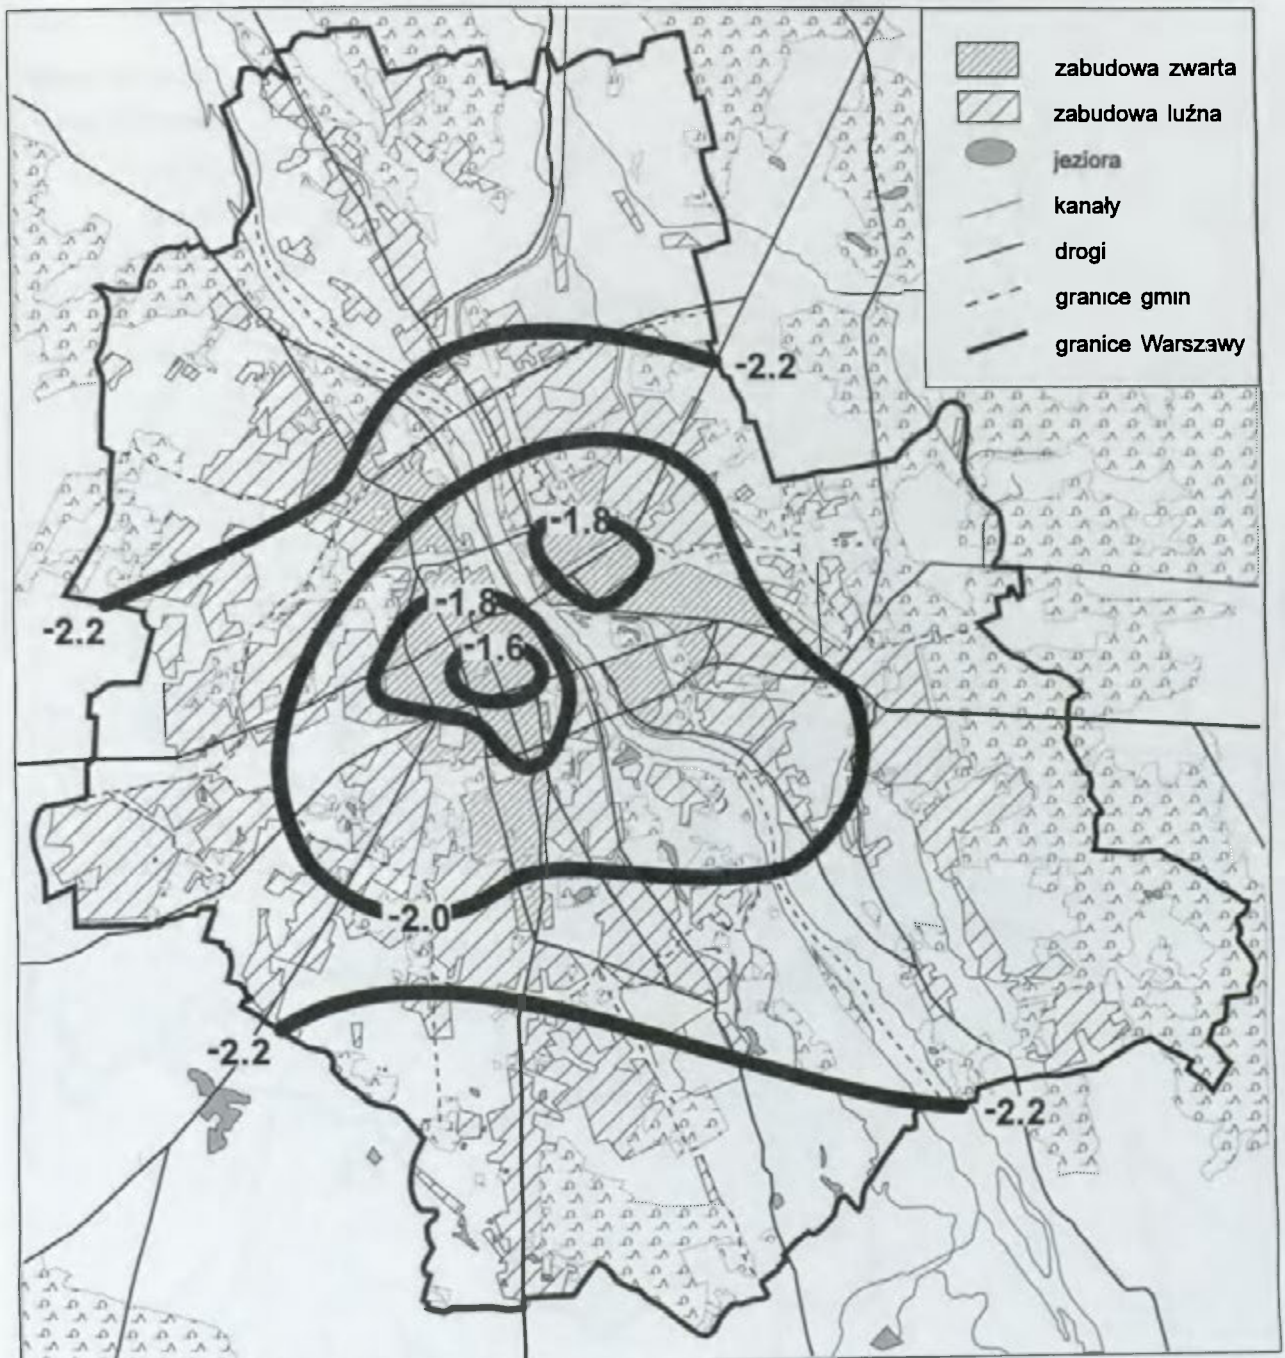 zabudowa zwarta
zabudowa luźna
jeziora
kanały
drogi
granice gmin
granice Warszawy
-2.2
-1.8
-1.8
-2.2
-1.6
-2.0
-2.2
-2.2